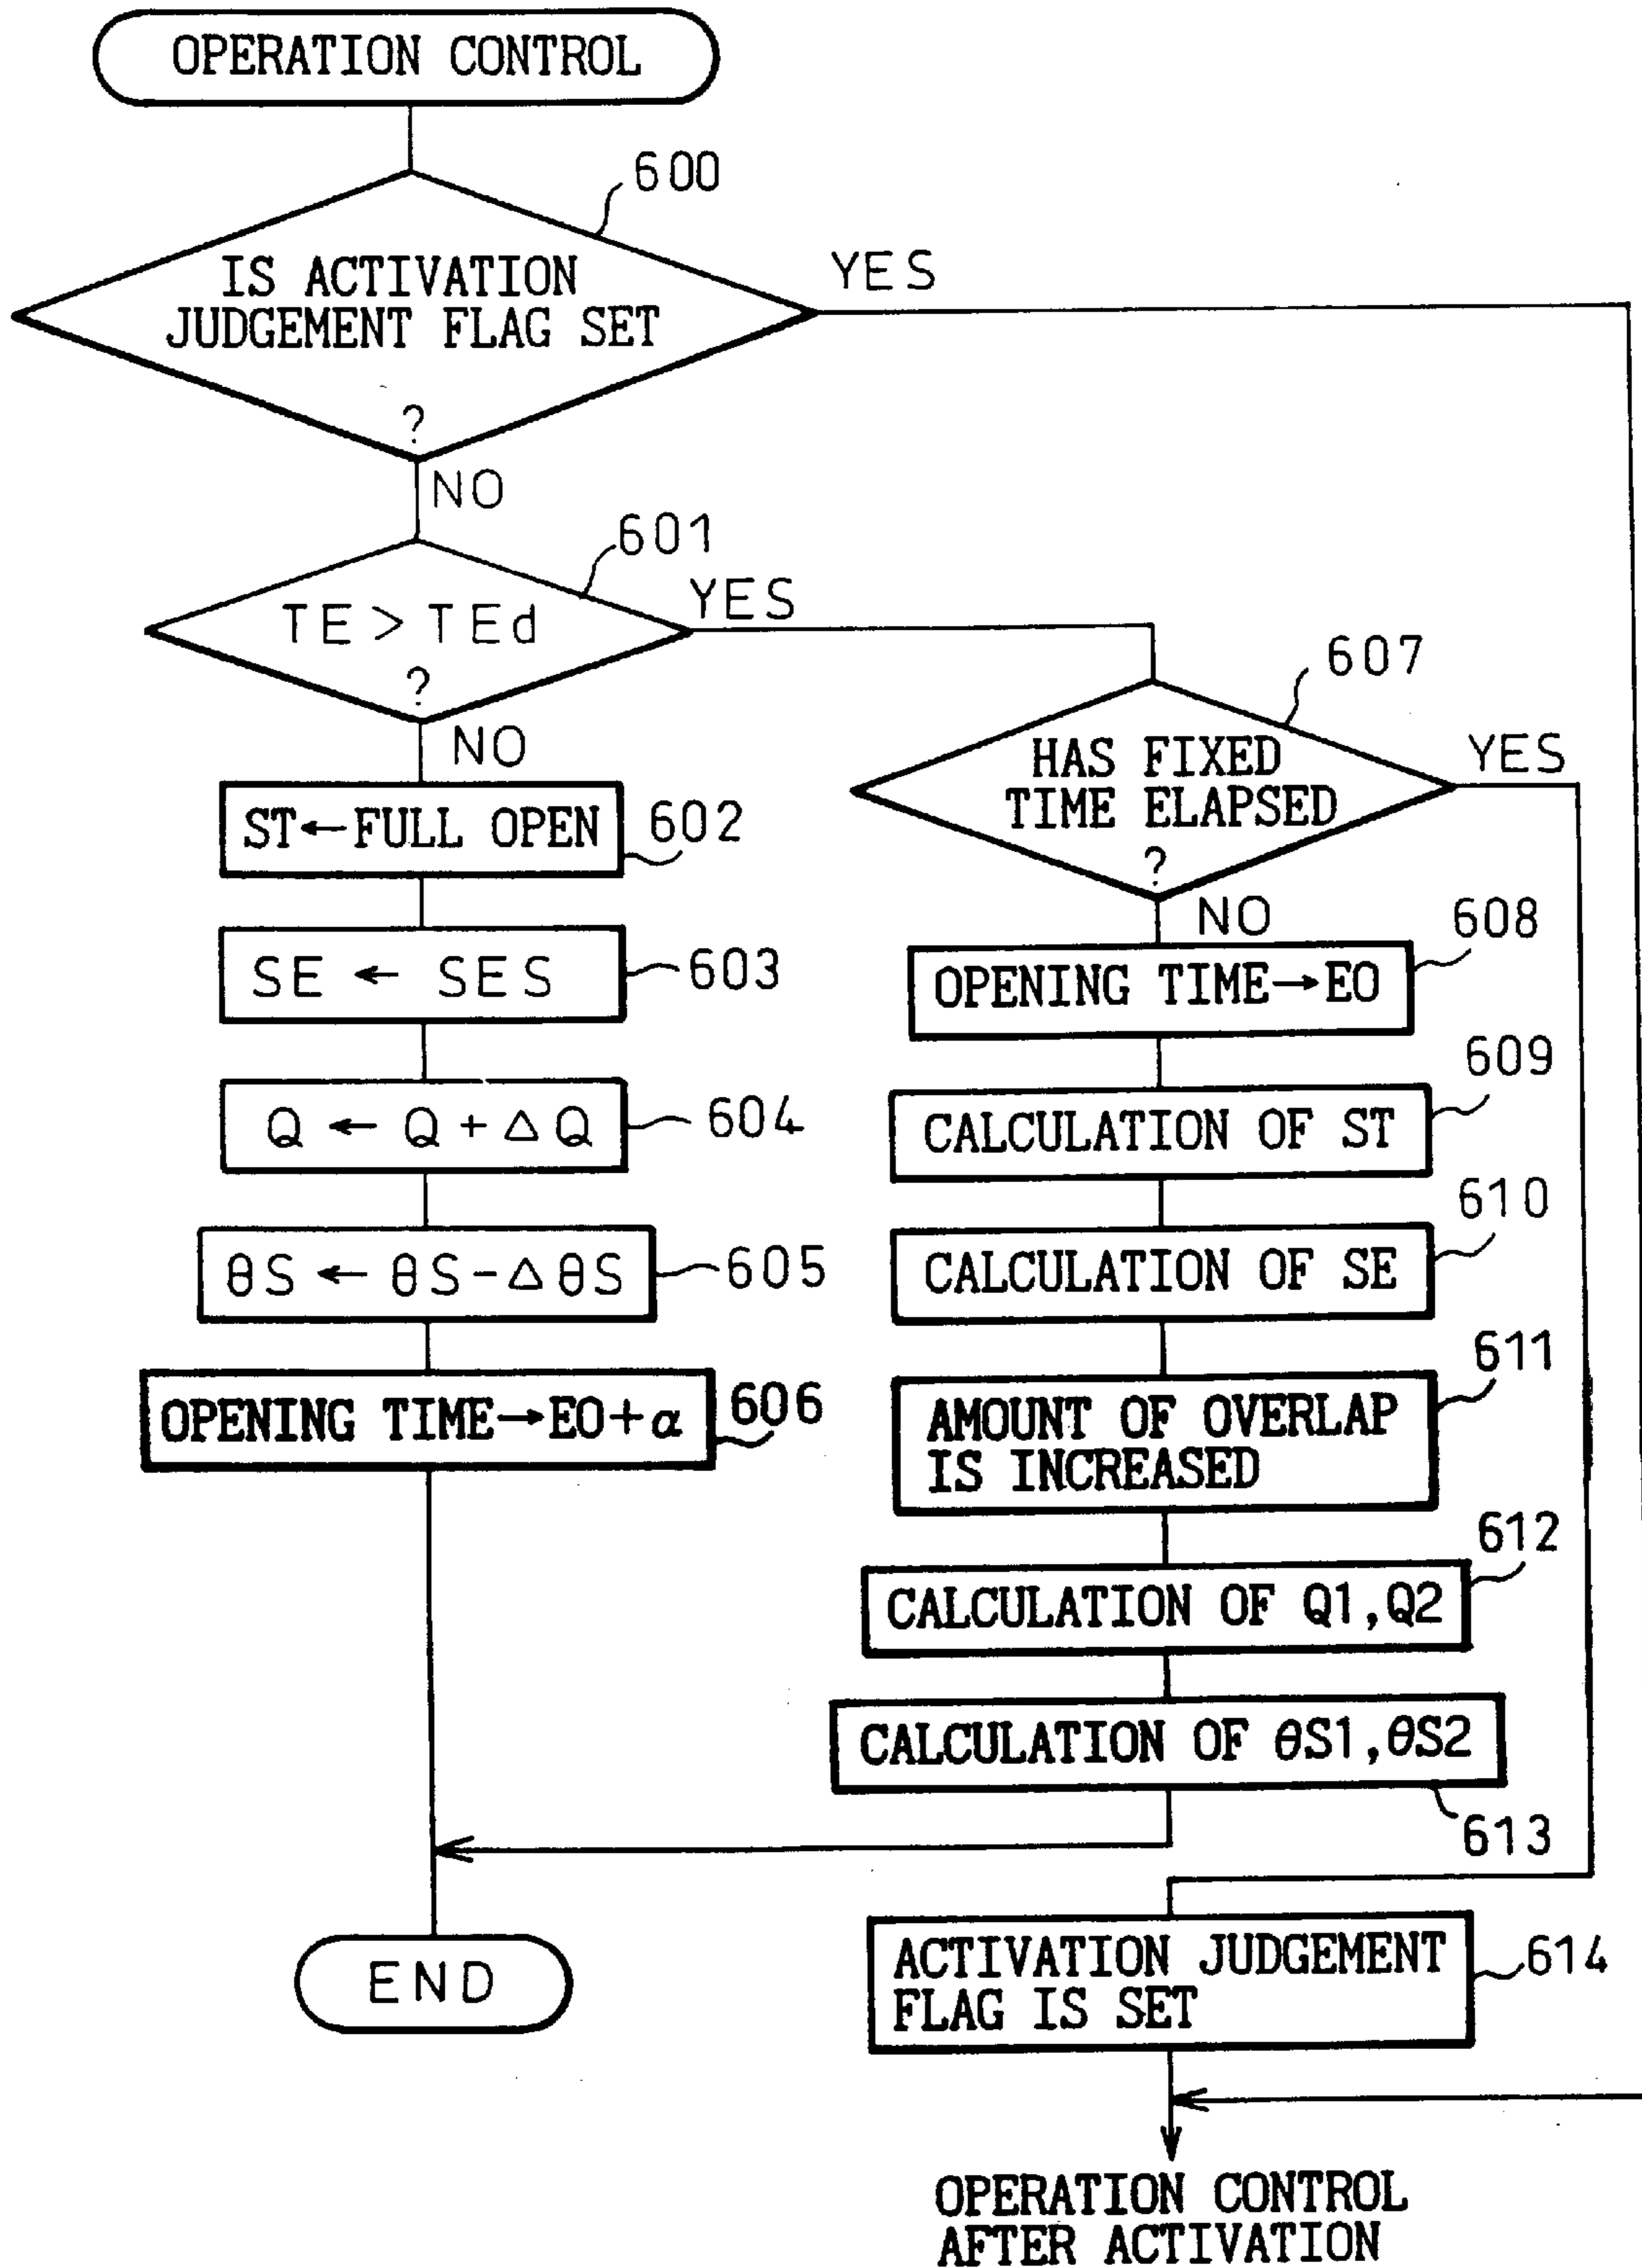 OPERATION CONTROL
600
IS ACTIVATION
JUDGEMENT FLAG SET
?
YES
NO
601
TE > TEd
?
YES
NO
607
HAS FIXED
TIME ELAPSED
?
YES
NO
ST←FULL OPEN
602
SE ← SES
603
Q ← Q + △Q
604
θS ← θS-△θS
605
OPENING TIME→EO+α
606
608
OPENING TIME→EO
609
CALCULATION OF ST
610
CALCULATION OF SE
611
AMOUNT OF OVERLAP
IS INCREASED
612
CALCULATION OF Q1,Q2
CALCULATION OF θS1,θS2
613
END
ACTIVATION JUDGEMENT
FLAG IS SET
614
OPERATION CONTROL
AFTER ACTIVATION